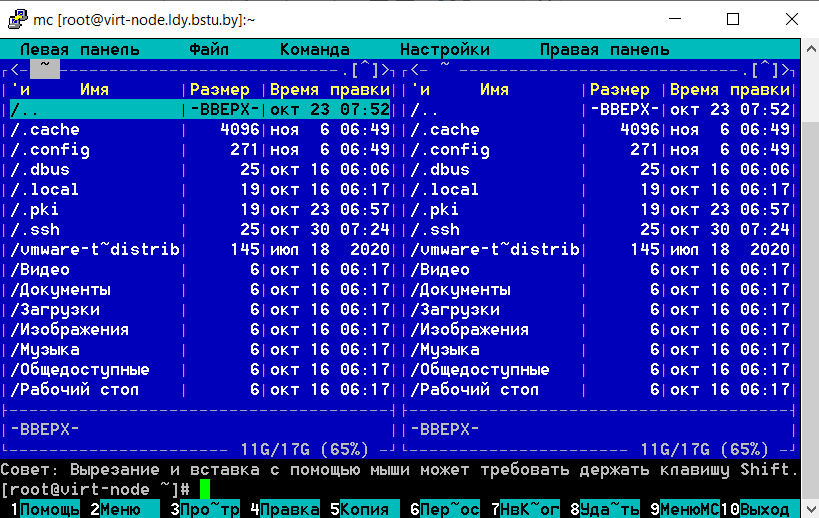 mc [root@virt-node.ldy.bstu.by]:~
Левая панель Файл Команда Настройки Правая панель
<- ~ .[^]> <- ~ .[^]>
'и Имя Размер Время правки 'и Имя Размер Время правки
/.. -ВВЕРХ- окт 23 07:52 /.. -ВВЕРХ- окт 23 07:52
/.cache 4096 ноя 6 06:49 /.cache 4096 ноя 6 06:49
/.config 271 ноя 6 06:49 /.config 271 ноя 6 06:49
/.dbus 25 окт 16 06:06 /.dbus 25 окт 16 06:06
/.local 19 окт 16 06:17 /.local 19 окт 16 06:17
/.pki 19 окт 23 06:57 /.pki 19 окт 23 06:57
/.ssh 25 окт 30 07:24 /.ssh 25 окт 30 07:24
/vmware-t~distrib 145 июл 18 2020 /vmware-t~distrib 145 июл 18 2020
/Видео 6 окт 16 06:17 /Видео 6 окт 16 06:17
/Документы 6 окт 16 06:17 /Документы 6 окт 16 06:17
/Загрузки 6 окт 16 06:17 /Загрузки 6 окт 16 06:17
/Изображения 6 окт 16 06:17 /Изображения 6 окт 16 06:17
/Музыка 6 окт 16 06:17 /Музыка 6 окт 16 06:17
/Общедоступные 6 окт 16 06:17 /Общедоступные 6 окт 16 06:17
/Рабочий стол 6 окт 16 06:17 /Рабочий стол 6 окт 16 06:17
-ВВЕРХ- -ВВЕРХ-
11G/17G (65%) 11G/17G (65%)
Совет: Вырезание и вставка с помощью мыши может требовать держать клавишу Shift.
[root@virt-node ~]#
1Помощь 2Меню 3Про~тр 4Правка 5Копия 6Пер~ос 7НвК~ог 8Уда~ть 9МенюMC 10Выход